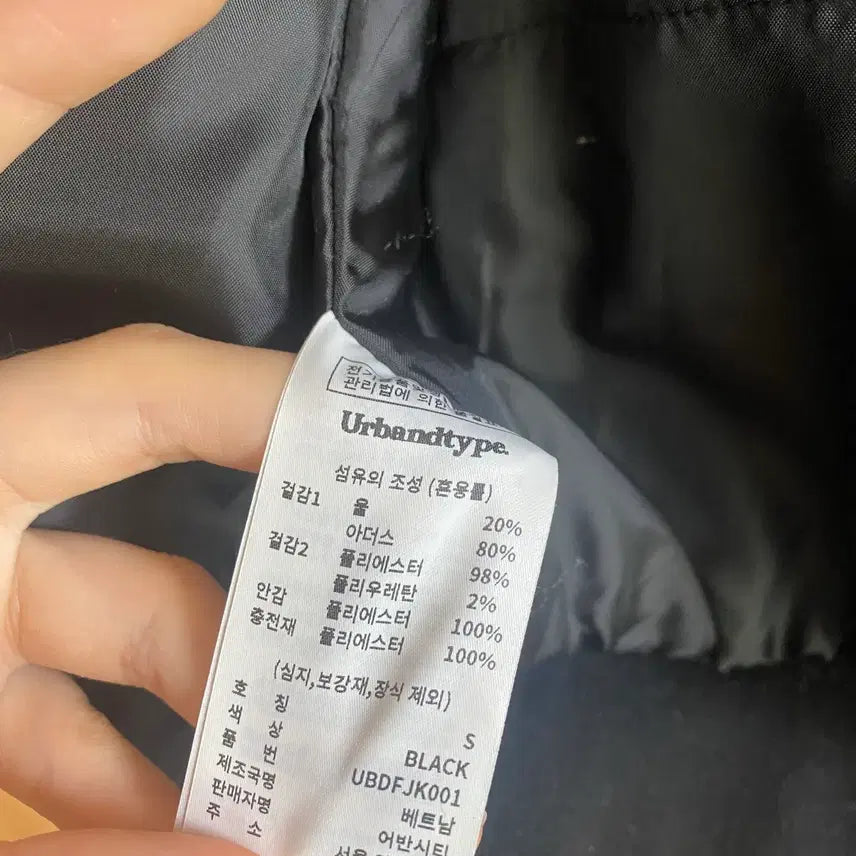 관리법에 의한
Urbandtype.
섬유의 조성 (혼용률)
겉감1 울 20%
아더스 80%
겉감2 폴리에스터 98%
폴리우레탄 2%
안감 폴리에스터 100%
충전재 폴리에스터 100%
(심지,보강재,장식 제외)
호 칭 S
색 상 BLACK
품 번 UBDFJK001
제조국명 베트남
판매자명 어반시티
주 소